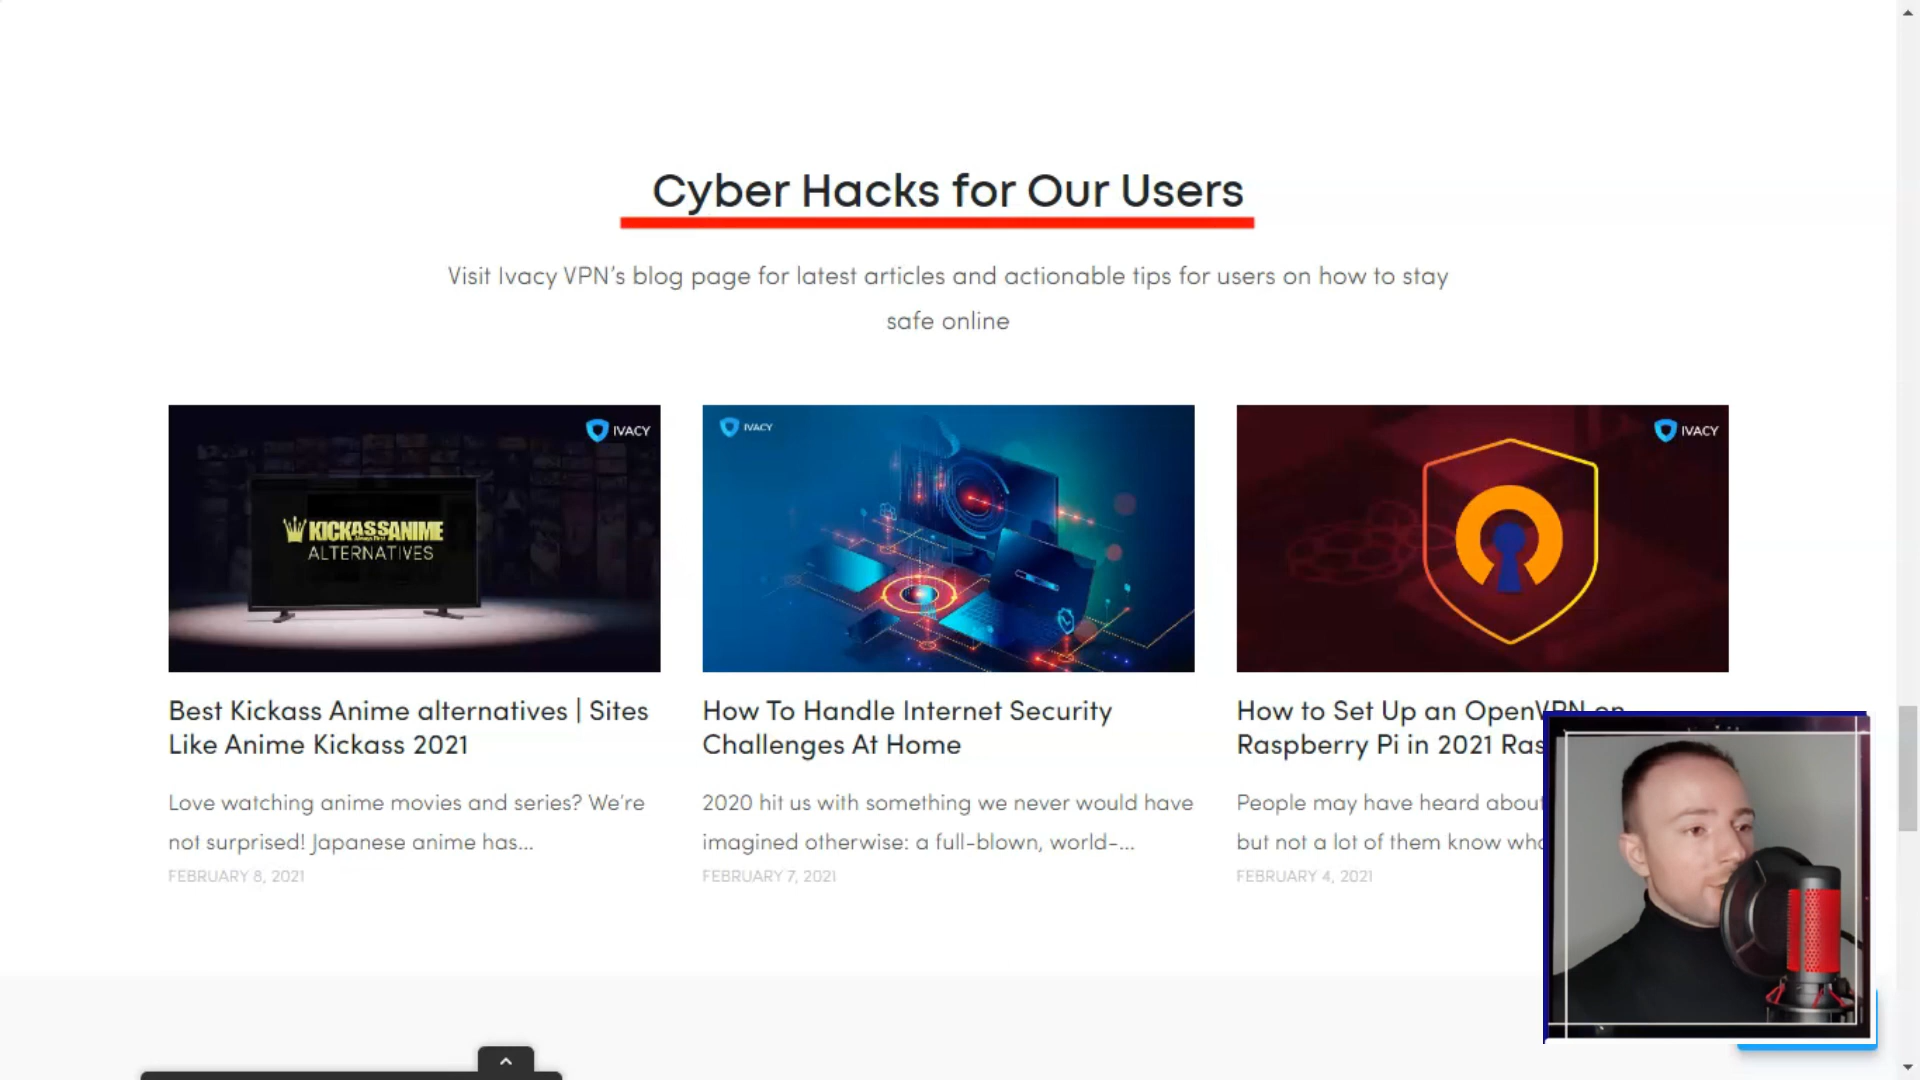 Cyber Hacks for Our Users
Visit Ivacy VPN's blog page for latest articles and actionable tips for users on how to stay
safe online
IVACY
KICKASSANIME
ALTERNATIVES
IVACY
IVACY
Best Kickass Anime alternatives | Sites
Like Anime Kickass 2021
Love watching anime movies and series? We're
not surprised! Japanese anime has...
FEBRUARY 8, 2021
How To Handle Internet Security
Challenges At Home
2020 hit us with something we never would have
imagined otherwise: a full-blown, world-...
FEBRUARY 7, 2021
How to Set Up an OpenVPN on
Raspberry Pi in 2021 Ras
People may have heard about
but not a lot of them know
FEBRUARY 4, 2021